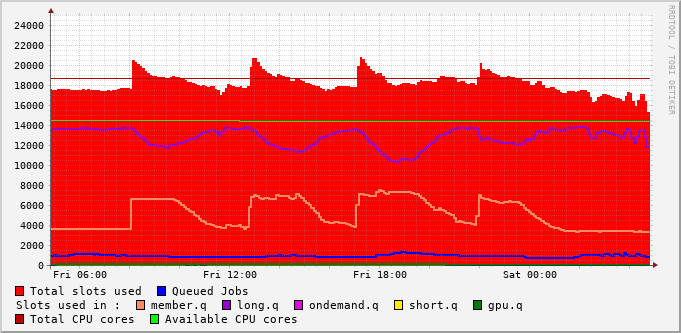 24000
22000
20000
18000
16000
14000
12000
10000
8000
6000
4000
2000
0
Fri 06:00 Fri 12:00 Fri 18:00 Sat 00:00
RRDTOOL / TOBI OETIKER
Total slots used Queued Jobs
Slots used in : member.q long.q ondemand.q short.q gpu.q
Total CPU cores Available CPU cores